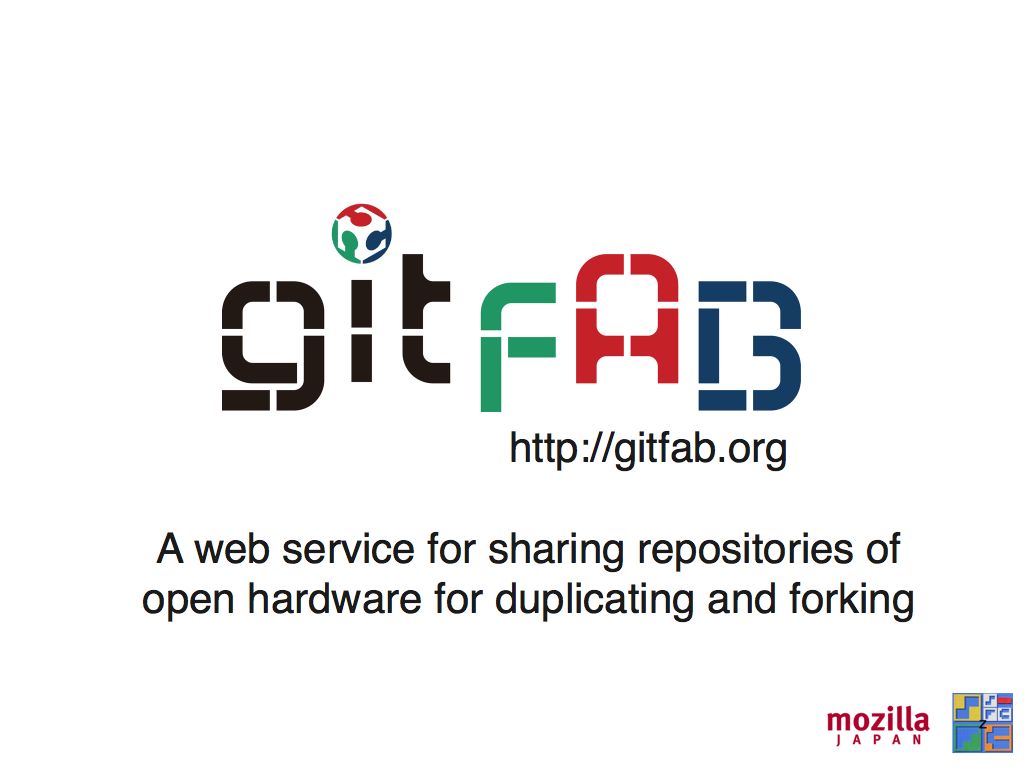 gitFAB
http://gitfab.org
A web service for sharing repositories of
open hardware for duplicating and forking
mozilla
JAPAN